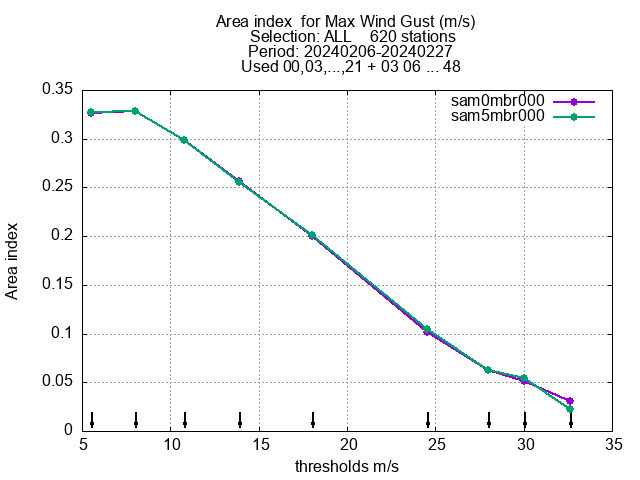 Area index  for Max Wind Gust (m/s)
Selection: ALL    620 stations
Period: 20240206-20240227
Used 00,03,...,21 + 03 06 ... 48
sam0mbr000
sam5mbr000
0.35
0.3
0.25
0.2
0.15
0.1
0.05
0
Area index
5 10 15 20 25 30 35
thresholds m/s